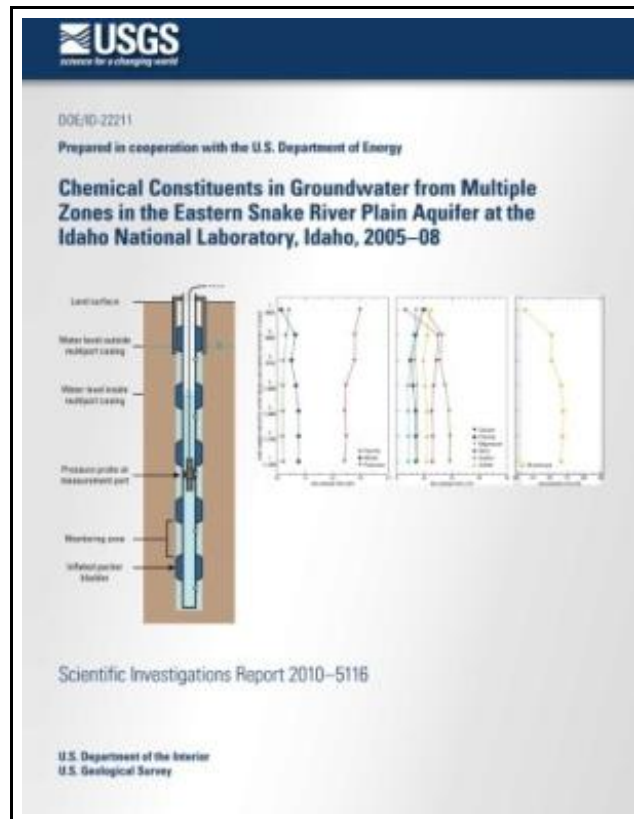 USGS
science for a changing world
DOE/ID-22211
Prepared in cooperation with the U.S. Department of Energy
Chemical Constituents in Groundwater from Multiple
Zones in the Eastern Snake River Plain Aquifer at the
Idaho National Laboratory, Idaho, 2005–08
Land surface
Water level outside
multiport casing
Water level inside
multiport casing
Pressure probe in
measurement port
Monitoring zone
Inflated packer
bladder
Scientific Investigations Report 2010–5116
U.S. Department of the Interior
U.S. Geological Survey